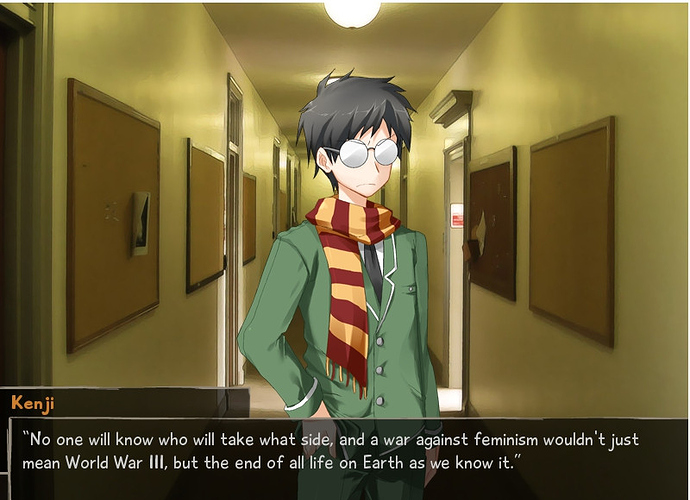 Kenji
“No one will know who will take what side, and a war against feminism wouldn't just
mean World War III, but the end of all life on Earth as we know it.”